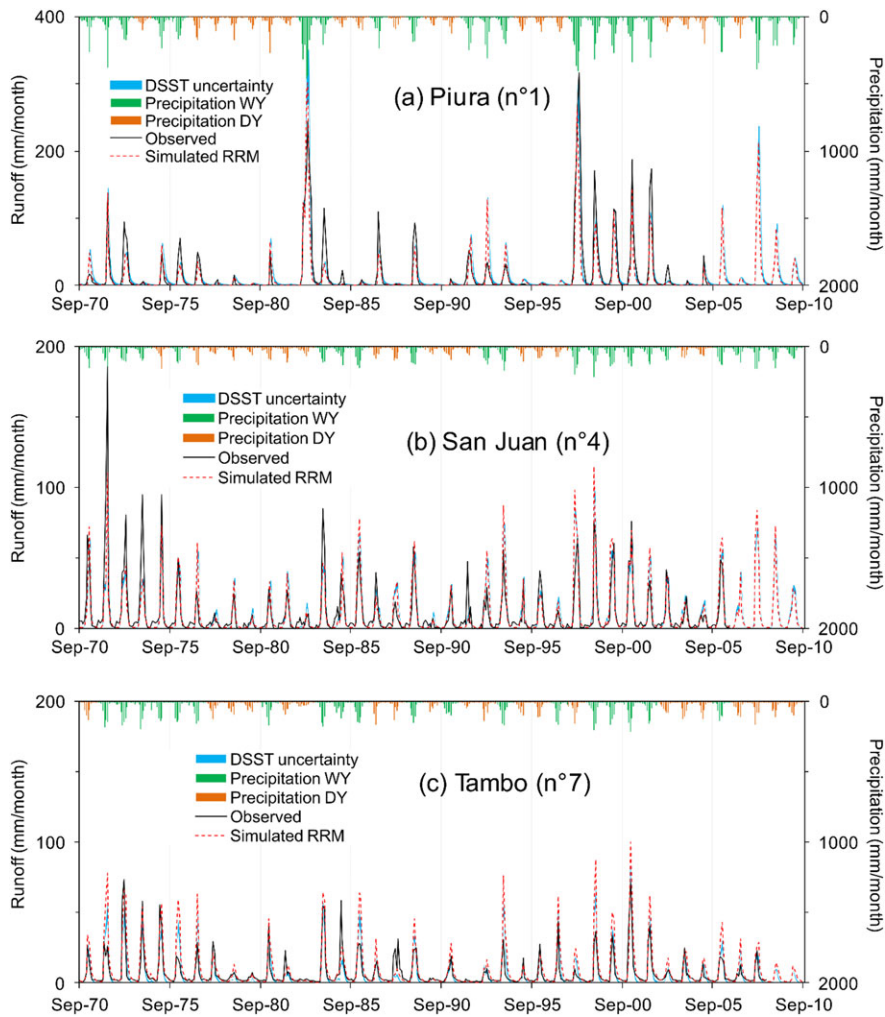 400
0
DSST uncertainty
Precipitation WY
Precipitation DY
Observed
Simulated RRM
(a) Piura (n°1)
300
200
1000
100
0
2000
Runoff (mm/month)
Precipitation (mm/month)
Sep-70 Sep-75 Sep-80 Sep-85 Sep-90 Sep-95 Sep-00 Sep-05 Sep-10
200
0
DSST uncertainty
Precipitation WY
Precipitation DY
Observed
Simulated RRM
(b) San Juan (n°4)
100
1000
0
2000
Runoff (mm/month)
Precipitation (mm/month)
Sep-70 Sep-75 Sep-80 Sep-85 Sep-90 Sep-95 Sep-00 Sep-05 Sep-10
200
0
DSST uncertainty
Precipitation WY
Precipitation DY
Observed
Simulated RRM
(c) Tambo (n°7)
100
1000
0
2000
Runoff (mm/month)
Precipitation (mm/month)
Sep-70 Sep-75 Sep-80 Sep-85 Sep-90 Sep-95 Sep-00 Sep-05 Sep-10